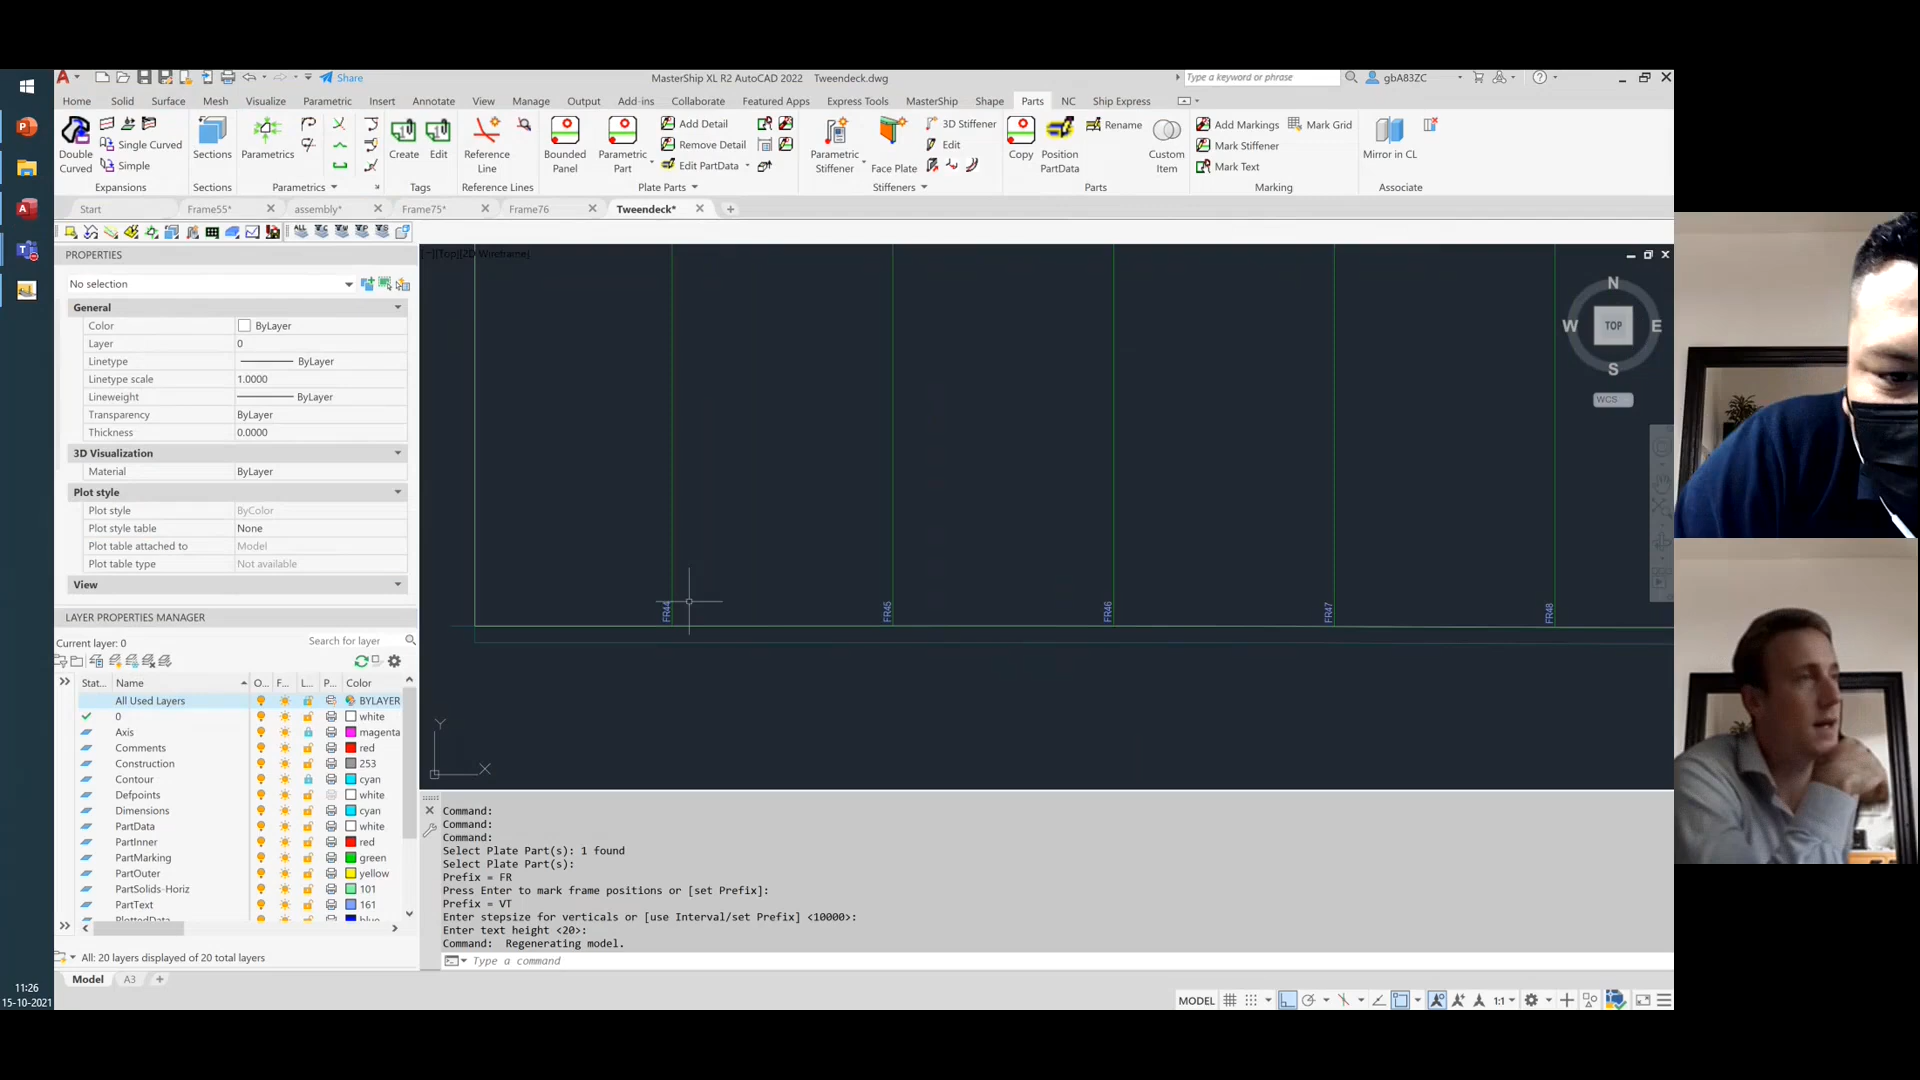 Share
MasterShip XL R2 AutoCAD 2022 Tweendeck.dwg
Type a keyword or phrase
gbA83ZC
Home Solid Surface Mesh Visualize Parametric Insert Annotate View Manage Output Add-ins Collaborate Featured Apps Express Tools MasterShip Shape Parts NC Ship Express
Double Curved
Single Curved
Simple
Sections
Parametrics
Create
Edit
Reference Line
Bounded Panel
Parametric Part
Add Detail
Remove Detail
Edit PartData
Parametric Stiffener
Face Plate
3D Stiffener
Edit
Copy
Position PartData
Rename
Custom Item
Add Markings
Mark Grid
Mark Stiffener
Mark Text
Mirror in CL
Expansions Sections Parametrics Tags Reference Lines Plate Parts Stiffeners Parts Marking Associate
Start Frame55* assembly* Frame75* Frame76 Tweendeck*
ALL
PROPERTIES
[-][Top][2D Wireframe]
No selection
General
Color ByLayer
Layer 0
Linetype ByLayer
Linetype scale 1.0000
Lineweight ByLayer
Transparency ByLayer
Thickness 0.0000
3D Visualization
Material ByLayer
Plot style
Plot style ByColor
Plot style table None
Plot table attached to Model
Plot table type Not available
View
N
W TOP E
S
WCS
FR44 FR45 FR46 FR47 FR48
Y
X
LAYER PROPERTIES MANAGER
Current layer: 0
Search for layer
Stat... Name O... F... L... P... Color
All Used Layers BYLAYER
0 white
Axis magenta
Comments red
Construction 253
Contour cyan
Defpoints white
Dimensions cyan
PartData white
PartInner red
PartMarking green
PartOuter yellow
PartSolids-Horiz 101
PartText 161
PlottedData blue
All: 20 layers displayed of 20 total layers
Command:
Command:
Command:
Select Plate Part(s): 1 found
Select Plate Part(s):
Prefix = FR
Press Enter to mark frame positions or [set Prefix]:
Prefix = VT
Enter stepsize for verticals or [use Interval/set Prefix] <10000>:
Enter text height <20>:
Command: Regenerating model.
Type a command
Model A3
MODEL
1:1
11:26
15-10-2021